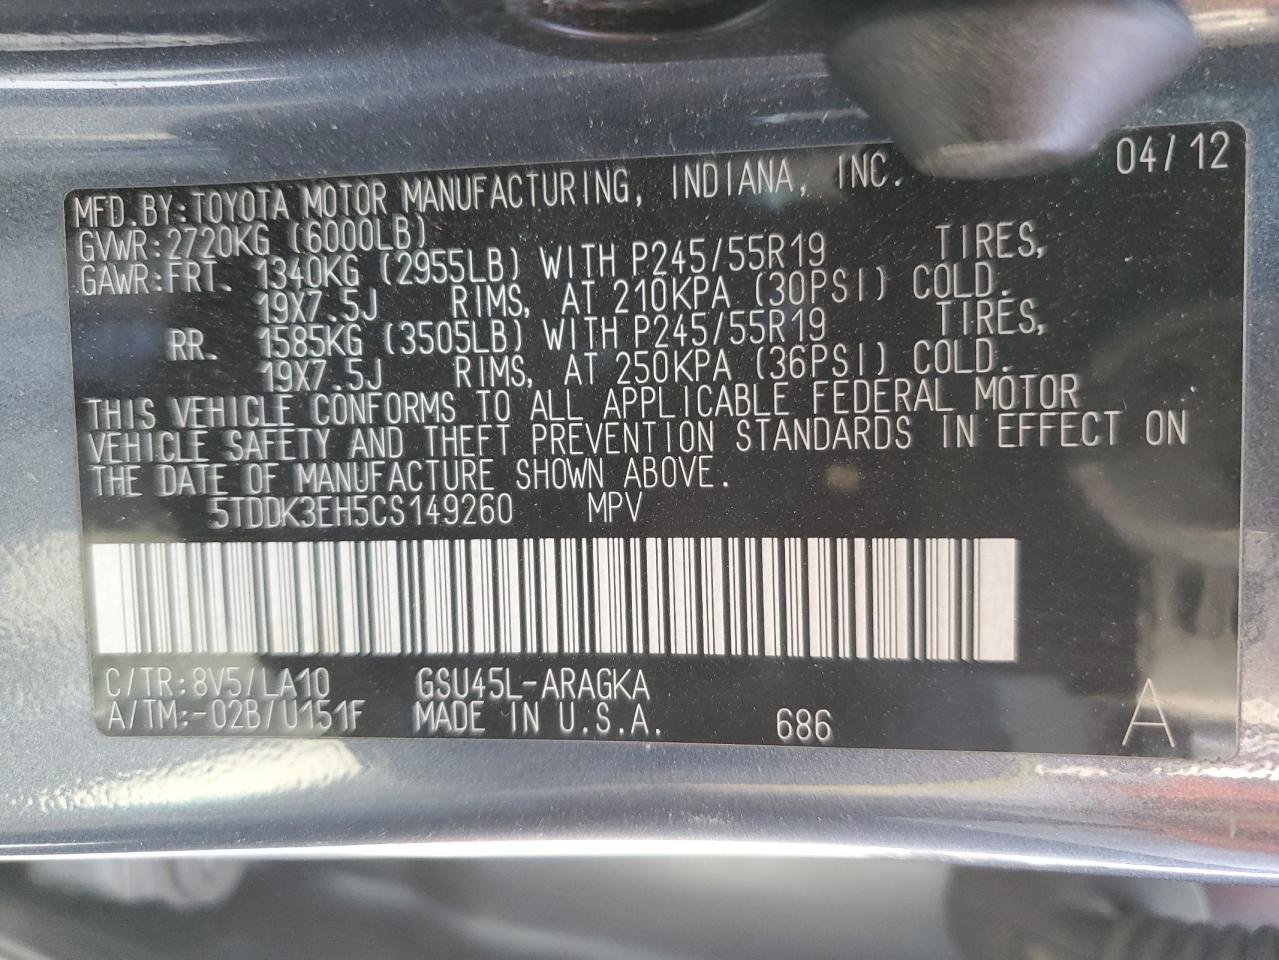 04/12
MFD.BY:TOYOTA MOTOR MANUFACTURING, INDIANA, INC.
GVWR:2720KG (6000LB)
GAWR:FRT. 1340KG (2955LB) WITH P245/55R19 TIRES,
19X7.5J RIMS, AT 210KPA (30PSI) COLD.
RR. 1585KG (3505LB) WITH P245/55R19 TIRES,
19X7.5J RIMS, AT 250KPA (36PSI) COLD.
THIS VEHICLE CONFORMS TO ALL APPLICABLE FEDERAL MOTOR
VEHICLE SAFETY AND THEFT PREVENTION STANDARDS IN EFFECT ON
THE DATE OF MANUFACTURE SHOWN ABOVE.
5TDDK3EH5CS149260 MPV
C/TR:8V5/LA10 GSU45L-ARAGKA
A/TM:-02B/U151F MADE IN U.S.A. 686 A